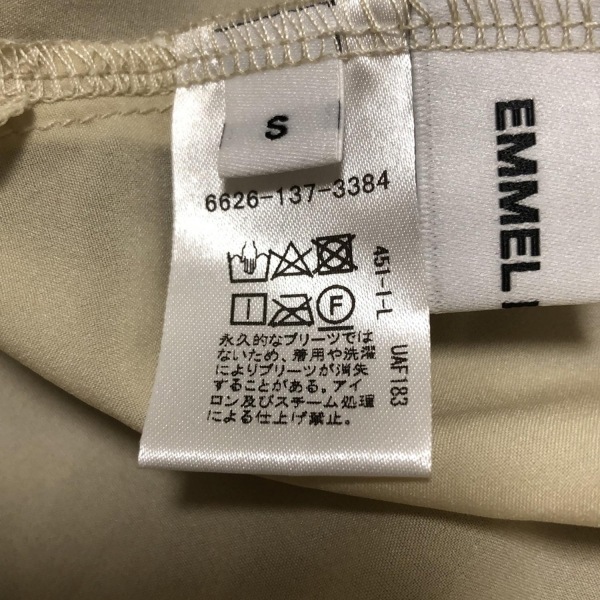 S
6626-137-3384
永久的なプリーツでは
ないため、着用や洗濯
によりプリーツが消失
することがある。アイ
ロン及びスチーム処理
による仕上げ禁止。
F
451-I-L
UAF183
EMMEL